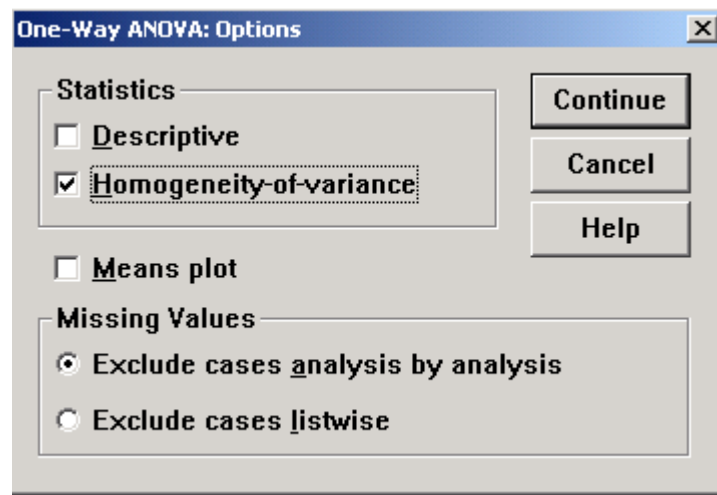 One-Way ANOVA: Options
Statistics
Descriptive
Homogeneity-of-variance
Means plot
Missing Values
Exclude cases analysis by analysis
Exclude cases listwise
Continue
Cancel
Help